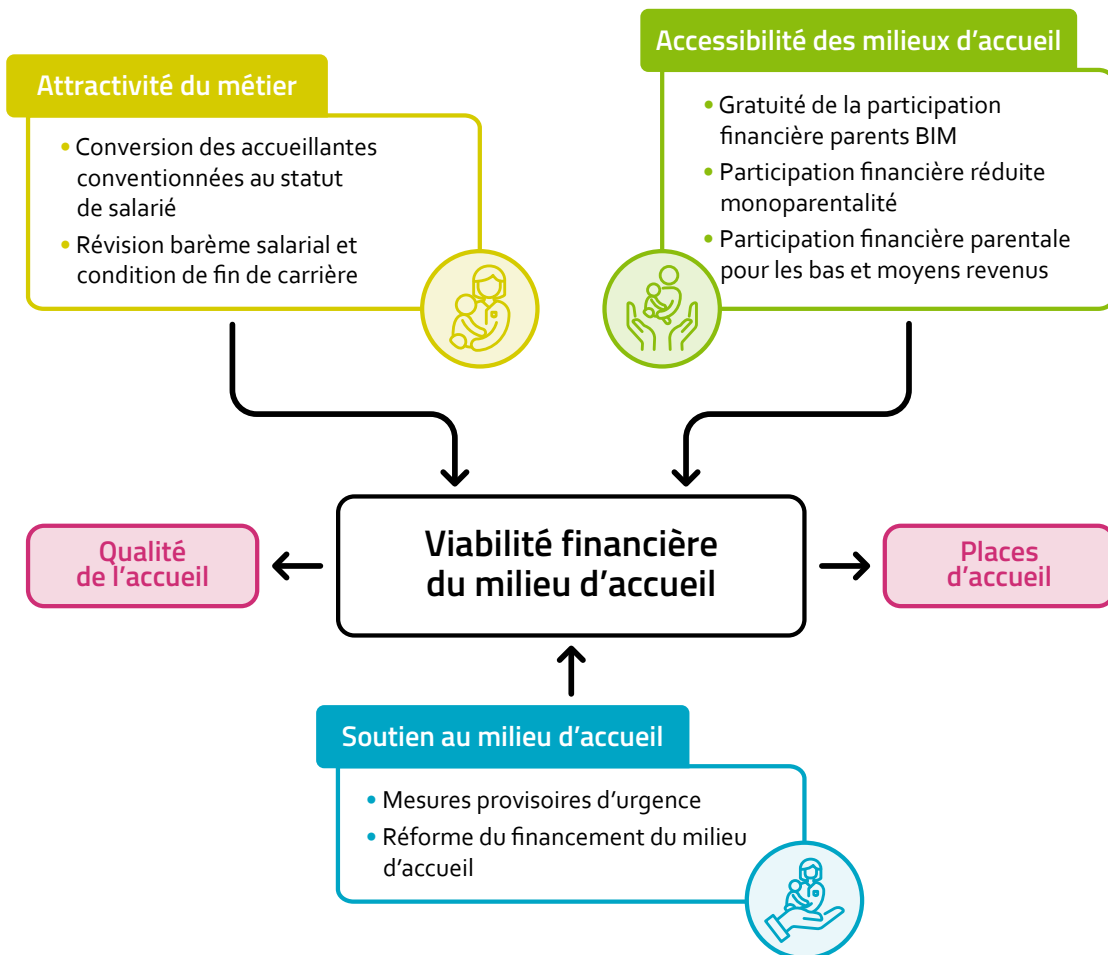 Attractivité du métier
• Conversion des accueillantes
conventionnées au statut
de salarié
• Révision barème salarial et
condition de fin de carrière
Accessibilité des milieux d'accueil
• Gratuité de la participation
financière parents BIM
• Participation financière réduite
monoparentalité
• Participation financière parentale
pour les bas et moyens revenus
Qualité
de l'accueil
Viabilité financière
du milieu d'accueil
Places
d'accueil
Soutien au milieu d'accueil
• Mesures provisoires d'urgence
• Réforme du financement du milieu
d'accueil